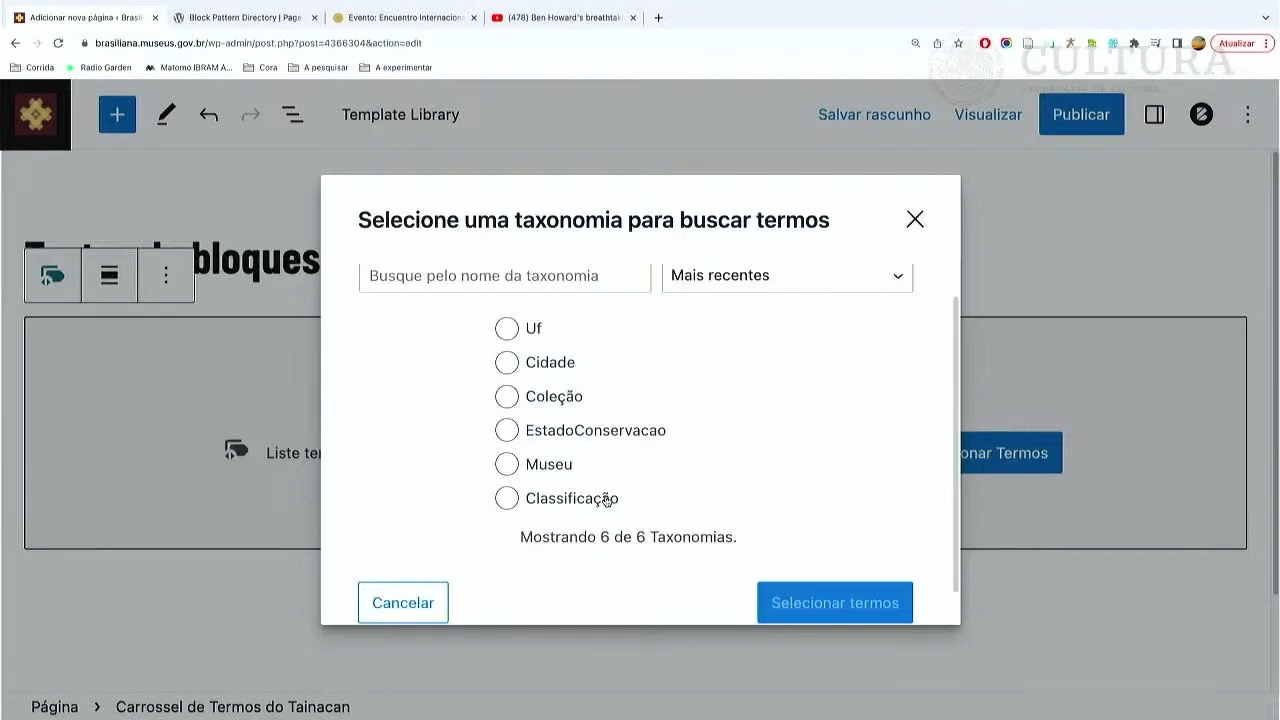 Adicionar nova página ‹ Brasil
Block Pattern Directory | Page
Evento: Encuentro Internacion
(478) Ben Howard's breathtak
brasiliana.museus.gov.br/wp-admin/post.php?post=4366304&action=edit
Atualizar
Corrida
Radio Garden
Matomo IBRAM A...
Cora
A pesquisar
A experimentar
CULTURA
Template Library
Salvar rascunho
Visualizar
Publicar
bloques
Selecione uma taxonomia para buscar termos
Busque pelo nome da taxonomia
Mais recentes
Uf
Cidade
Coleção
EstadoConservacao
Museu
Classificação
Mostrando 6 de 6 Taxonomias.
Liste te
onar Termos
Cancelar
Selecionar termos
Página > Carrossel de Termos do Tainacan